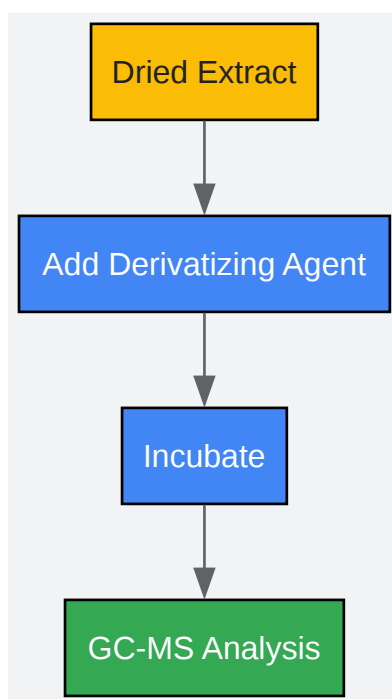 Dried Extract
Add Derivatizing Agent
Incubate
GC-MS Analysis